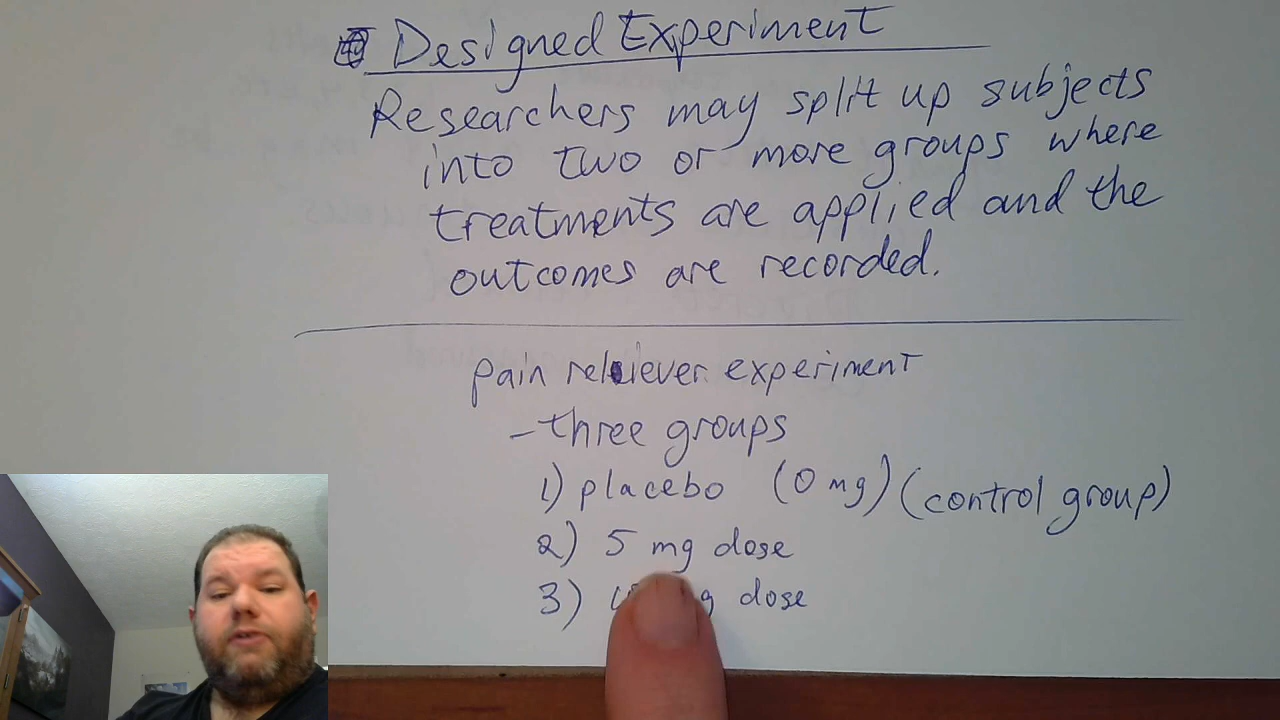 Designed Experiment
Researchers may split up subjects
into two or more groups where
treatments are applied and the
outcomes are recorded.
pain reliever experiment
-three groups
1) placebo (0 mg) (control group)
2) 5 mg dose
3) dose